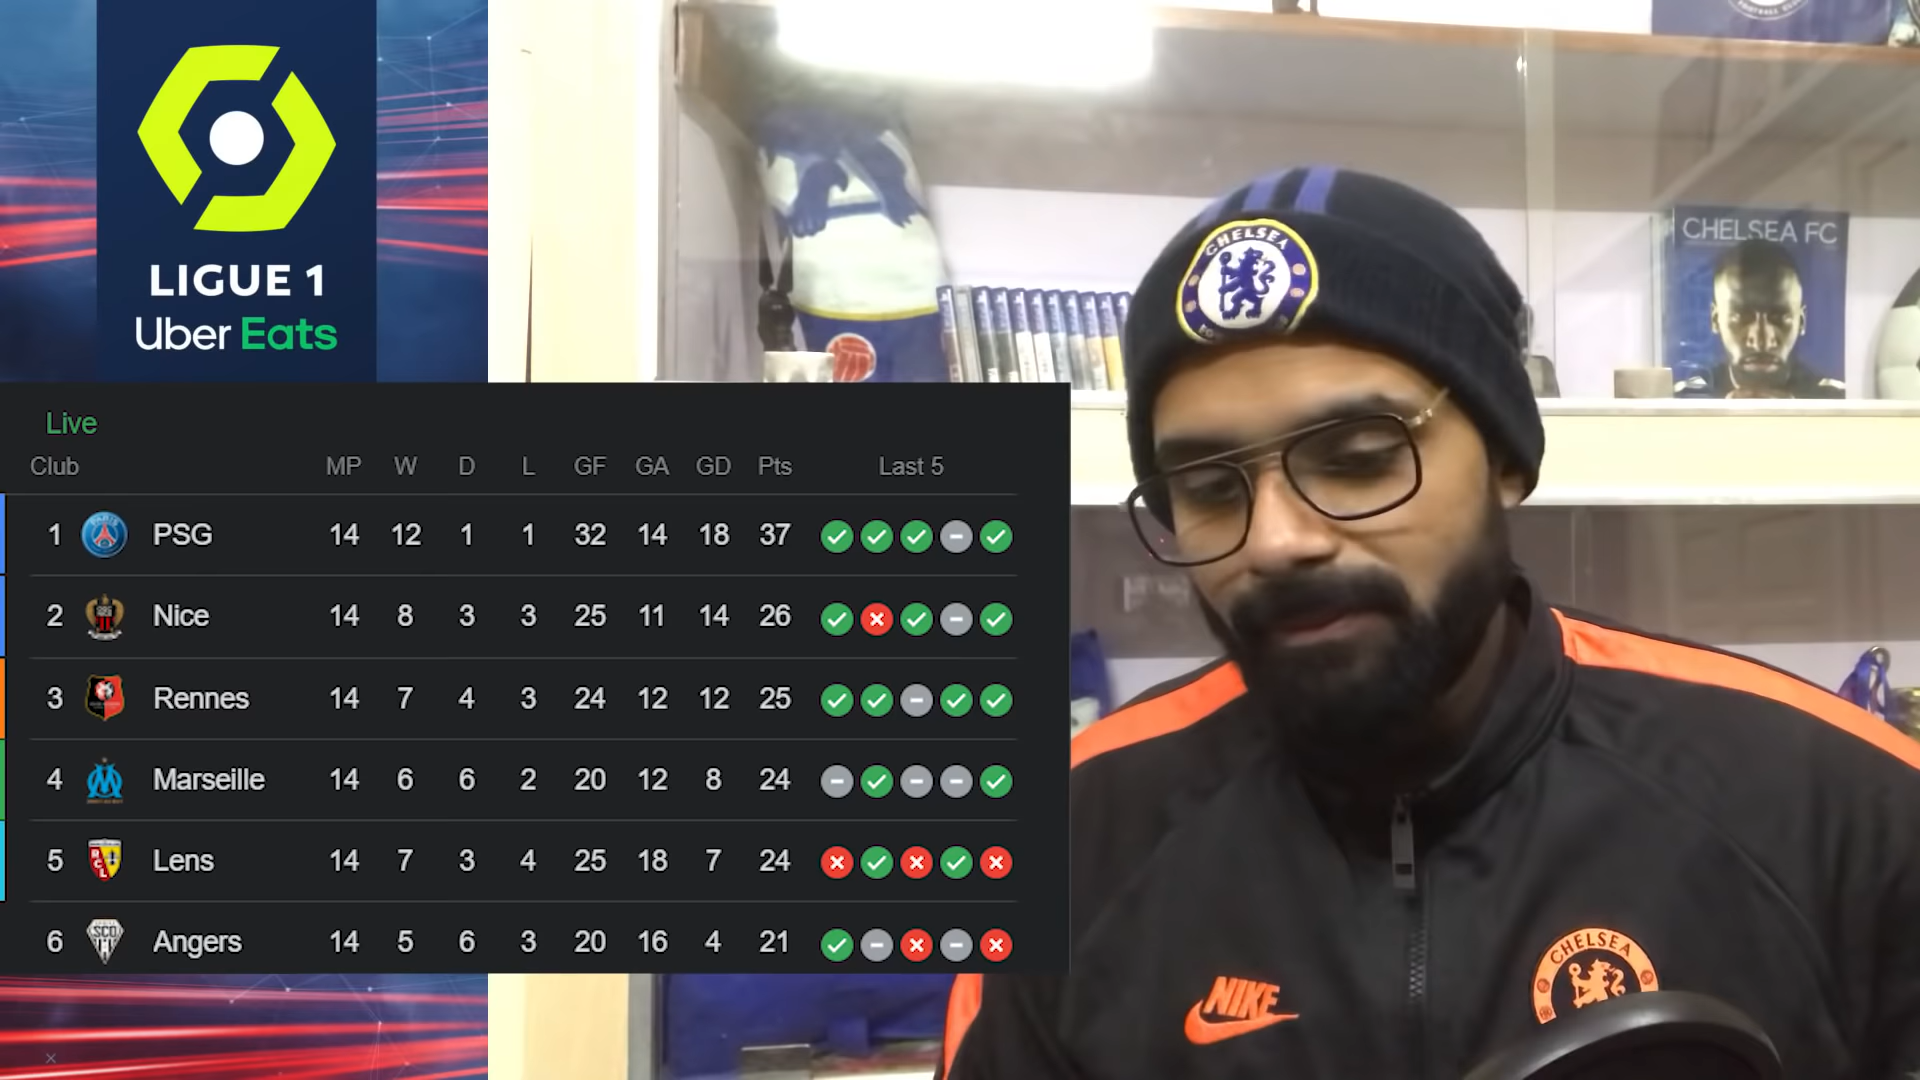 LIGUE 1
Uber Eats
Live
Club MP W D L GF GA GD Pts Last 5
1 PSG 14 12 1 1 32 14 18 37
2 Nice 14 8 3 3 25 11 14 26
3 Rennes 14 7 4 3 24 12 12 25
4 Marseille 14 6 6 2 20 12 8 24
5 Lens 14 7 3 4 25 18 7 24
6 Angers 14 5 6 3 20 16 4 21
CHELSEA
CHELSEA FC
NIKE
CHELSEA